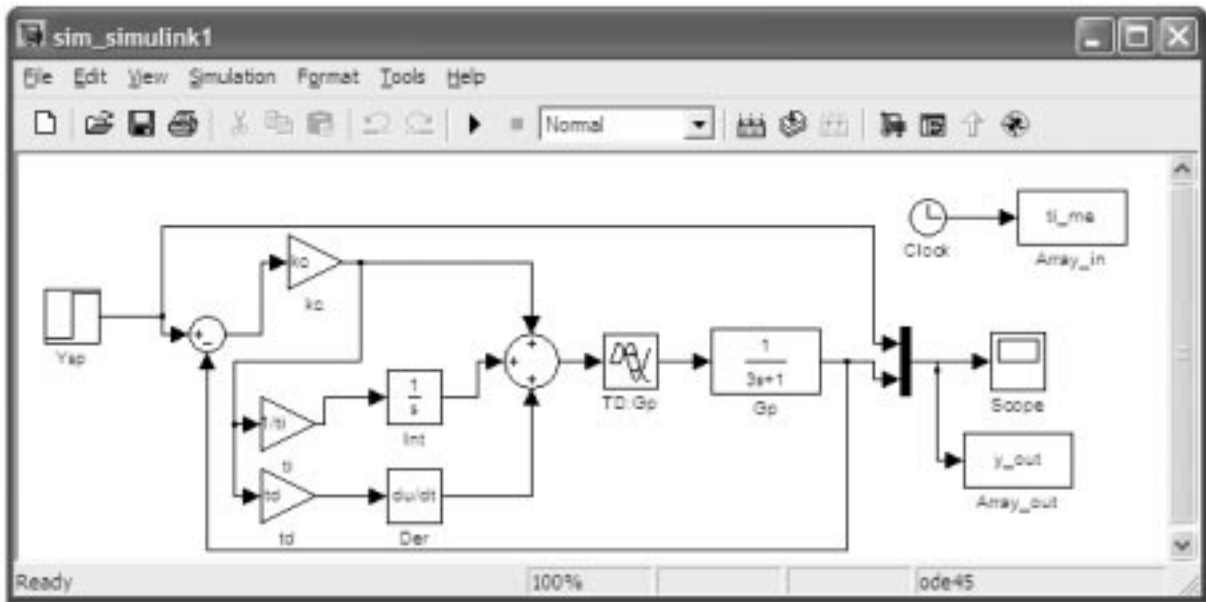 sim_simulink1
File Edit View Simulation Format Tools Help
Normal
ti_me
Clock
Array_in
kc
kc
Ysp
+
−
+
+
+
1
3s+1
TD:Gp
Gp
Scope
1/ti
ti
1
s
Int
y_out
Array_out
td
td
du/dt
Der
Ready 100% ode45